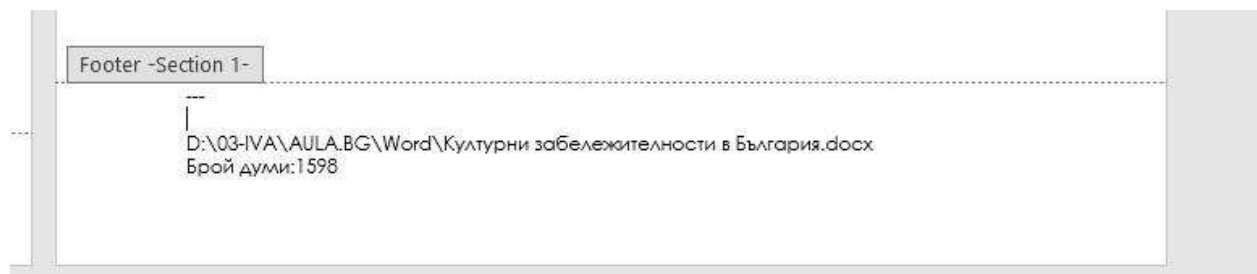 Footer -Section 1-
---
D:\03-IVA\AULA.BG\Word\Културни забележителности в България.docx
Брой думи:1598